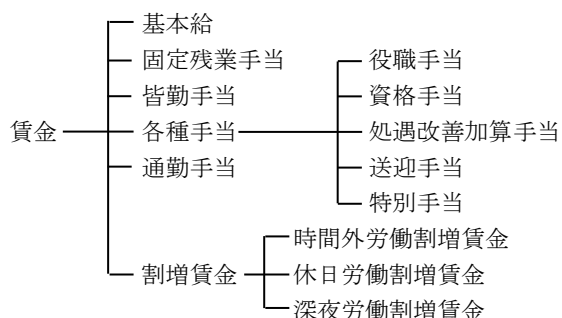 基本給
固定残業手当
役職手当
皆勤手当
資格手当
賃金
各種手当
処遇改善加算手当
通勤手当
送迎手当
特別手当
時間外労働割増賃金
割増賃金
休日労働割増賃金
深夜労働割増賃金